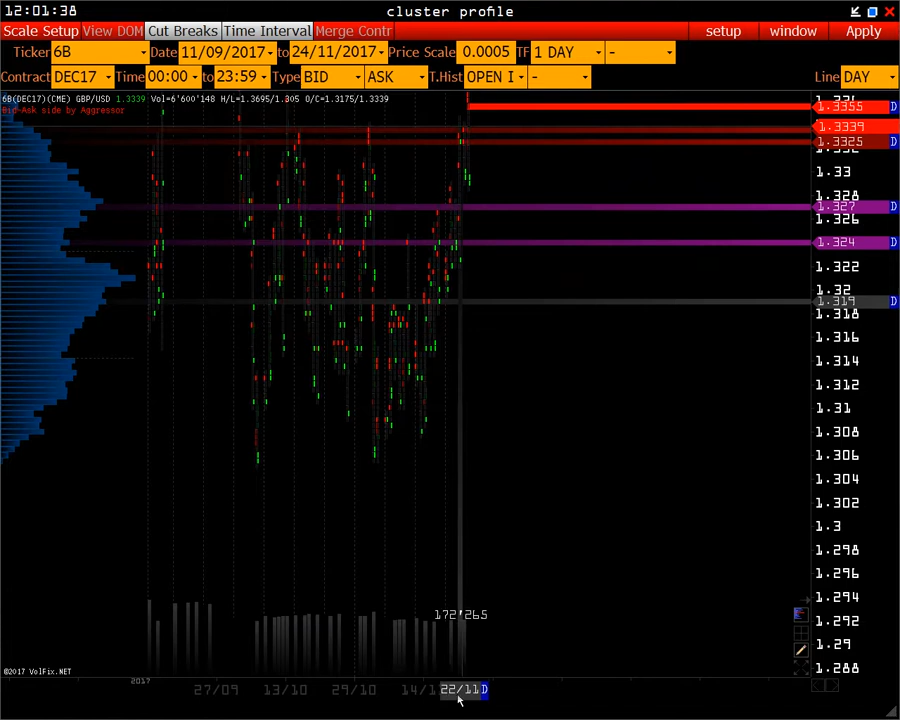 12:01:38 cluster profile
Scale Setup View DOM Cut Breaks Time Interval Merge Contr setup window Apply
Ticker 6B Date 11/09/2017 to 24/11/2017 Price Scale 0.0005 TF 1 DAY -
Contract DEC17 Time 00:00 to 23:59 Type BID ASK T.Hist OPEN I - Line DAY
6B(DEC17)(CME) GBP/USD 1.3339 Vol=6'600'148 H/L=1.3695/1.305 O/C=1.3175/1.3339
Bid-Ask side by Aggressor
1.3355 D
1.3339
1.3325 D
1.33
1.328
1.327 D
1.326
1.324 D
1.322
1.32
1.319 D
1.318
1.316
1.314
1.312
1.31
1.308
1.306
1.304
1.302
1.3
1.298
1.296
1.294
172'265
1.292
1.29
1.288
©2017 VolFix.NET
2017
27/09 13/10 29/10 22/11 D